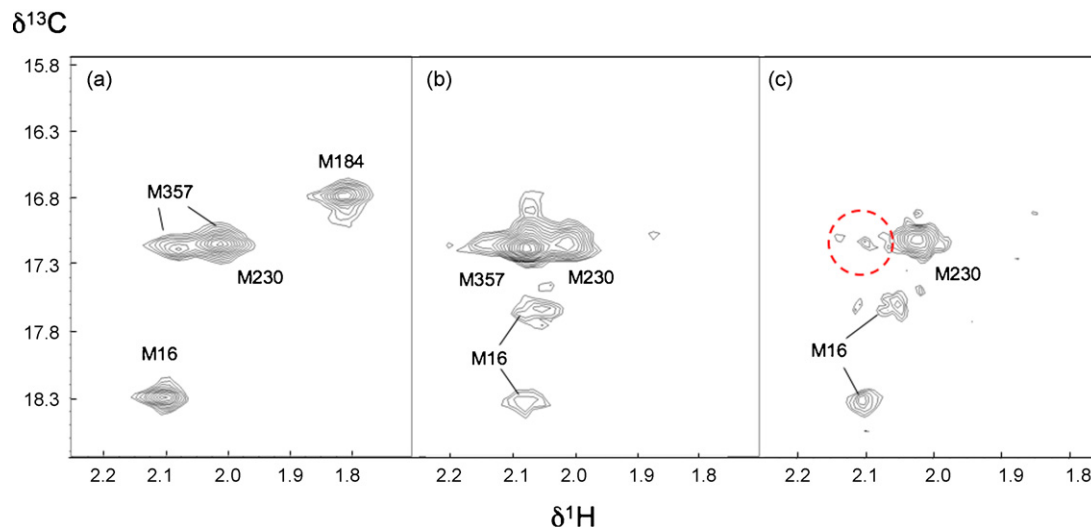 δ¹³C
(a) (b) (c)
15.8
16.3
16.8
17.3
17.8
18.3
M184
M357
M230
M16
M357 M230
M16
M230
M16
2.2 2.1 2.0 1.9 1.8 2.2 2.1 2.0 1.9 1.8 2.2 2.1 2.0 1.9 1.8
δ¹H